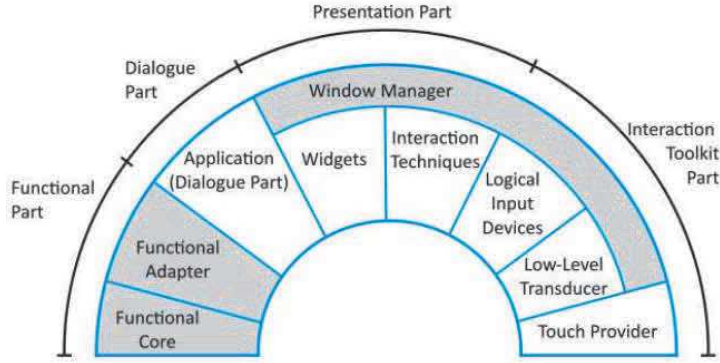 Presentation Part
Dialogue
Part
Window Manager
Interaction
Toolkit
Part
Functional
Part
Application
(Dialogue Part)
Widgets
Interaction
Techniques
Logical
Input
Devices
Functional
Adapter
Low-Level
Transducer
Functional
Core
Touch Provider